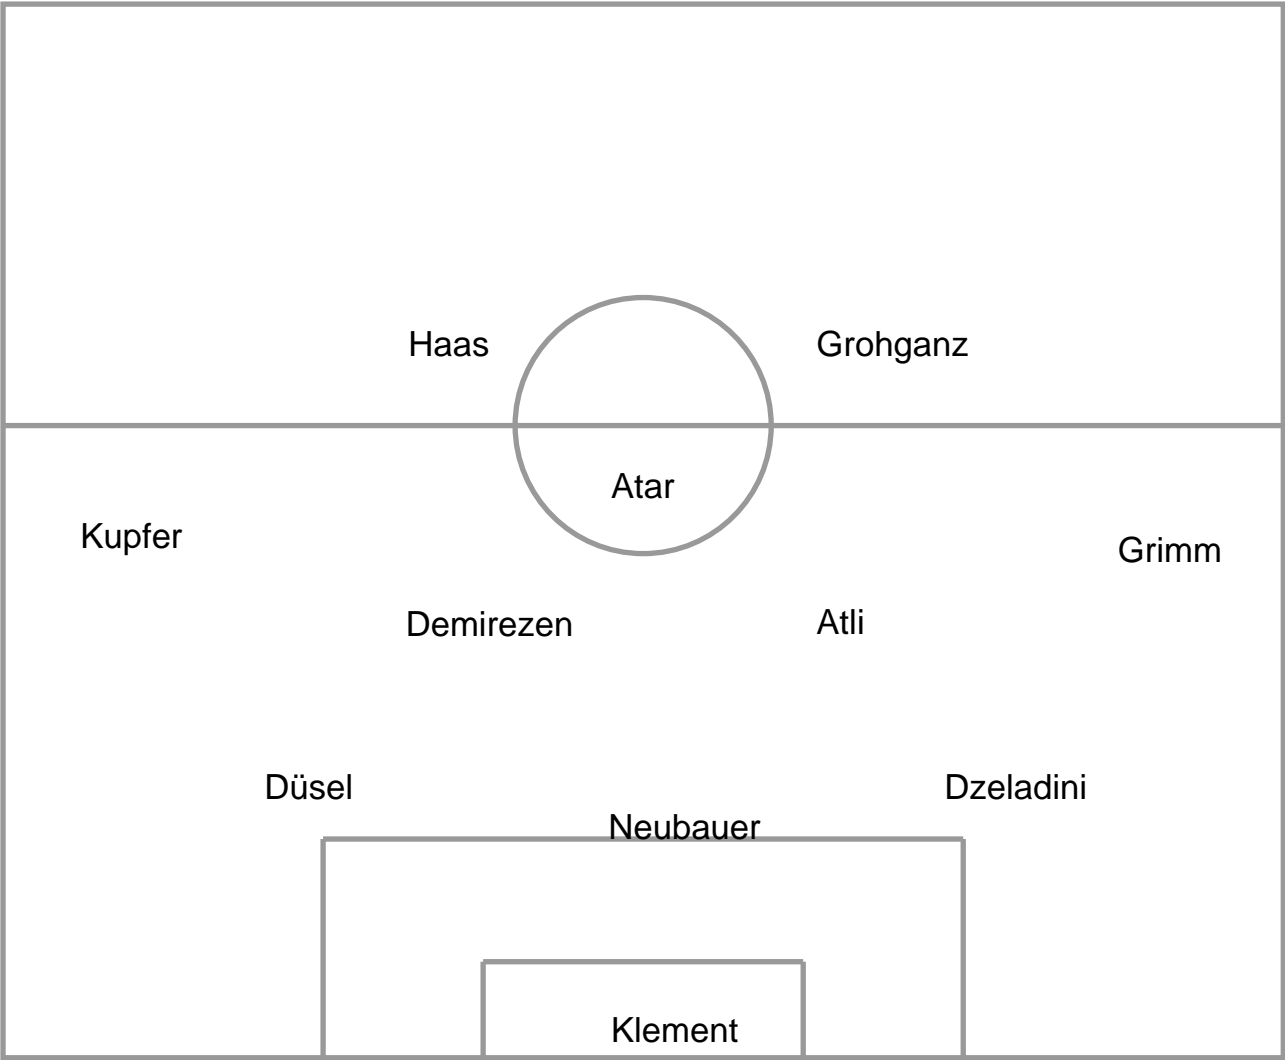 Haas
Grohganz
Atar
Kupfer
Grimm
Demirezen
Atli
Düsel
Dzeladini
Neubauer
Klement